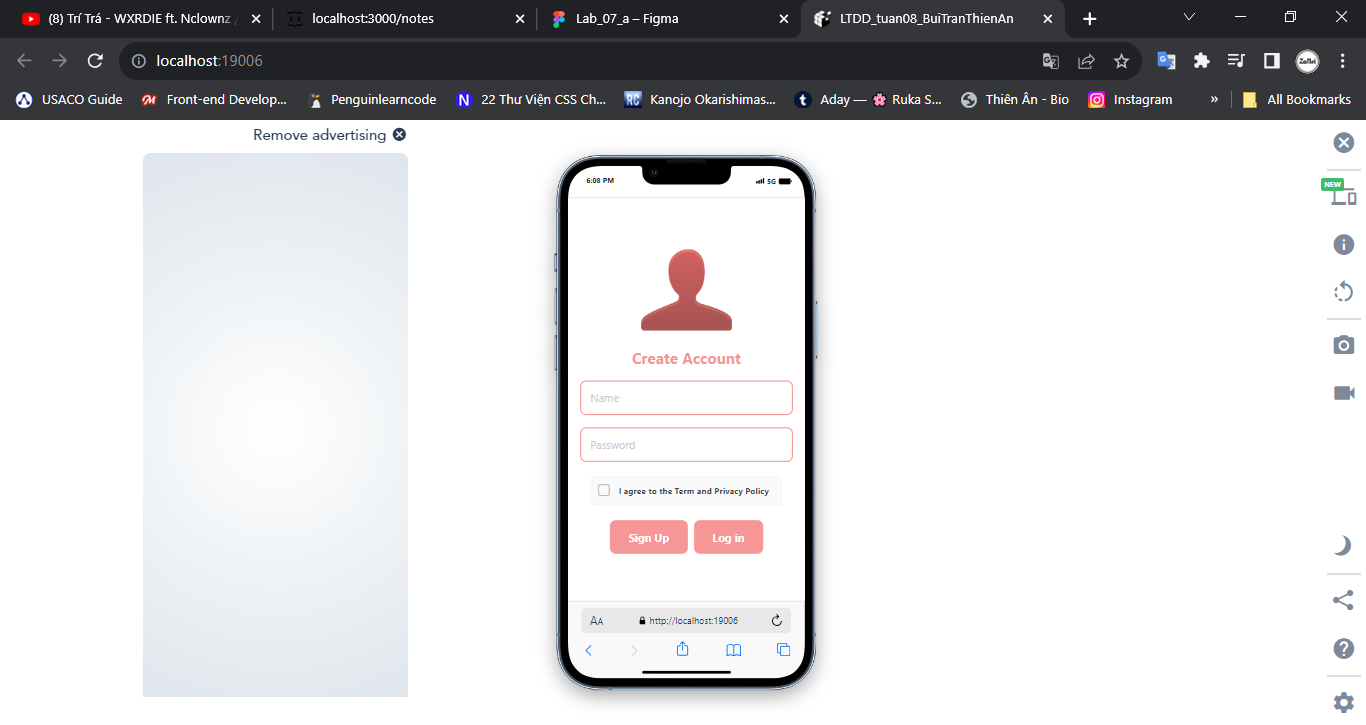 (8) Trí Trá - WXRDIE ft. Nclownz
localhost:3000/notes
Lab_07_a – Figma
LTDD_tuan08_BuiTranThienAn
localhost:19006
USACO Guide
Front-end Develop...
Penguinlearncode
22 Thư Viện CSS Ch...
Kanojo Okarishimas...
Aday — 🌸 Ruka S...
Thiên Ân - Bio
Instagram
»
All Bookmarks
Remove advertising
NEW
6:08 PM
5G
Create Account
Name
Password
I agree to the Term and Privacy Policy
Sign Up
Log in
AA
http://localhost:19006